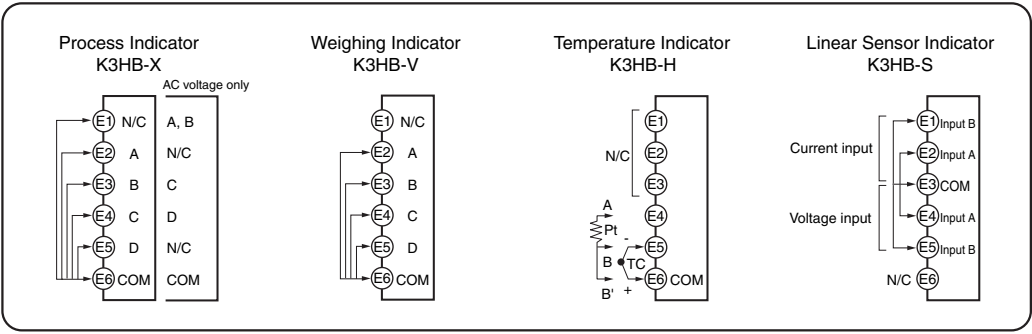 Process Indicator
K3HB-X
AC voltage only
E1 N/C A, B
E2 A N/C
E3 B C
E4 C D
E5 D N/C
E6 COM COM
Weighing Indicator
K3HB-V
E1 N/C
E2 A
E3 B
E4 C
E5 D
E6 COM
Temperature Indicator
K3HB-H
E1
N/C E2
E3
A E4
Pt
- E5
B TC
B' + E6 COM
Linear Sensor Indicator
K3HB-S
E1 Input B
Current input E2 Input A
E3 COM
Voltage input E4 Input A
E5 Input B
N/C E6